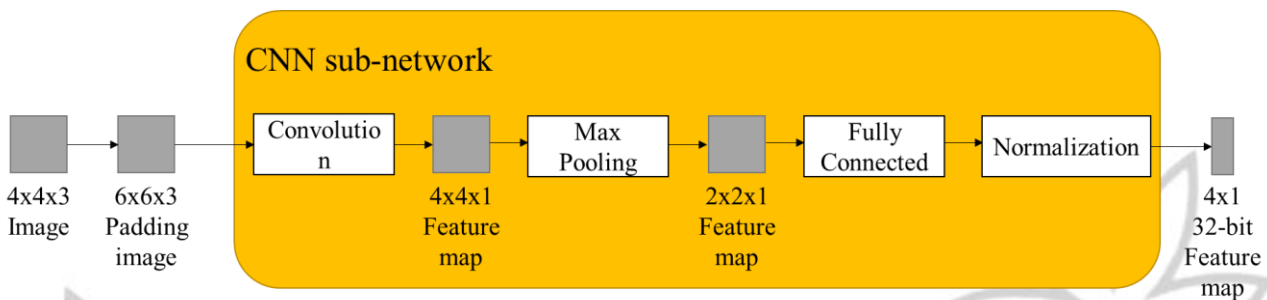 CNN sub-network
4x4x3
Image
6x6x3
Padding
image
Convolutio
n
4x4x1
Feature
map
Max
Pooling
2x2x1
Feature
map
Fully
Connected
Normalization
4x1
32-bit
Feature
map